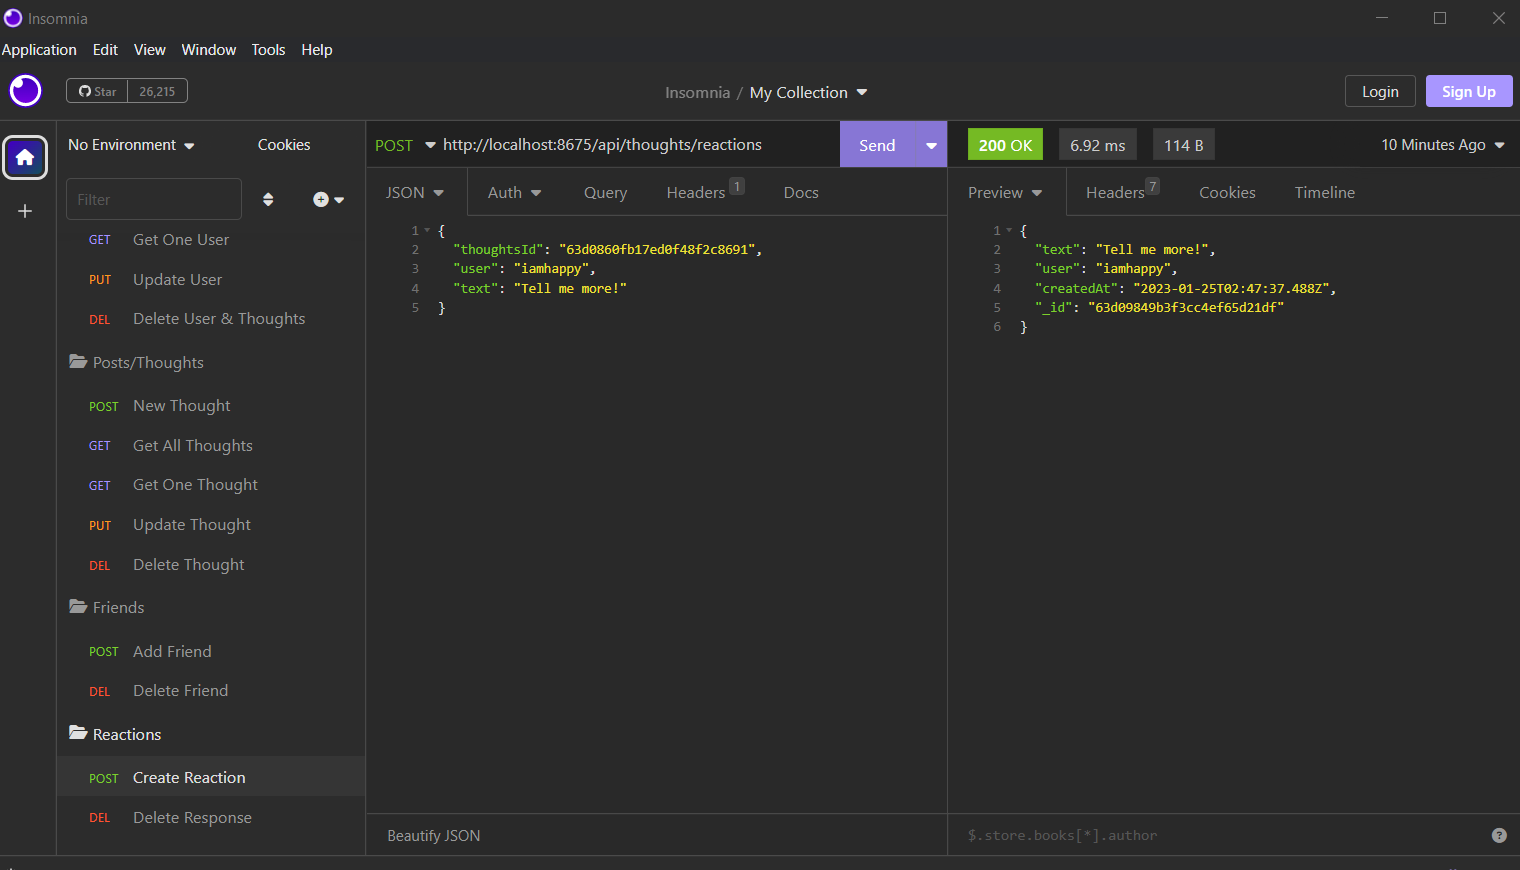 Insomnia
Application Edit View Window Tools Help
Star 26,215
Insomnia / My Collection
Login Sign Up
No Environment Cookies
Filter
GET Get One User
PUT Update User
DEL Delete User & Thoughts
Posts/Thoughts
POST New Thought
GET Get All Thoughts
GET Get One Thought
PUT Update Thought
DEL Delete Thought
Friends
POST Add Friend
DEL Delete Friend
Reactions
POST Create Reaction
DEL Delete Response
POST http://localhost:8675/api/thoughts/reactions Send
JSON Auth Query Headers 1 Docs
1 {
2 "thoughtsId": "63d0860fb17ed0f48f2c8691",
3 "user": "iamhappy",
4 "text": "Tell me more!"
5 }
Beautify JSON
200 OK 6.92 ms 114 B 10 Minutes Ago
Preview Headers 7 Cookies Timeline
1 {
2 "text": "Tell me more!",
3 "user": "iamhappy",
4 "createdAt": "2023-01-25T02:47:37.488Z",
5 "_id": "63d09849b3f3cc4ef65d21df"
6 }
$.store.books[*].author ?